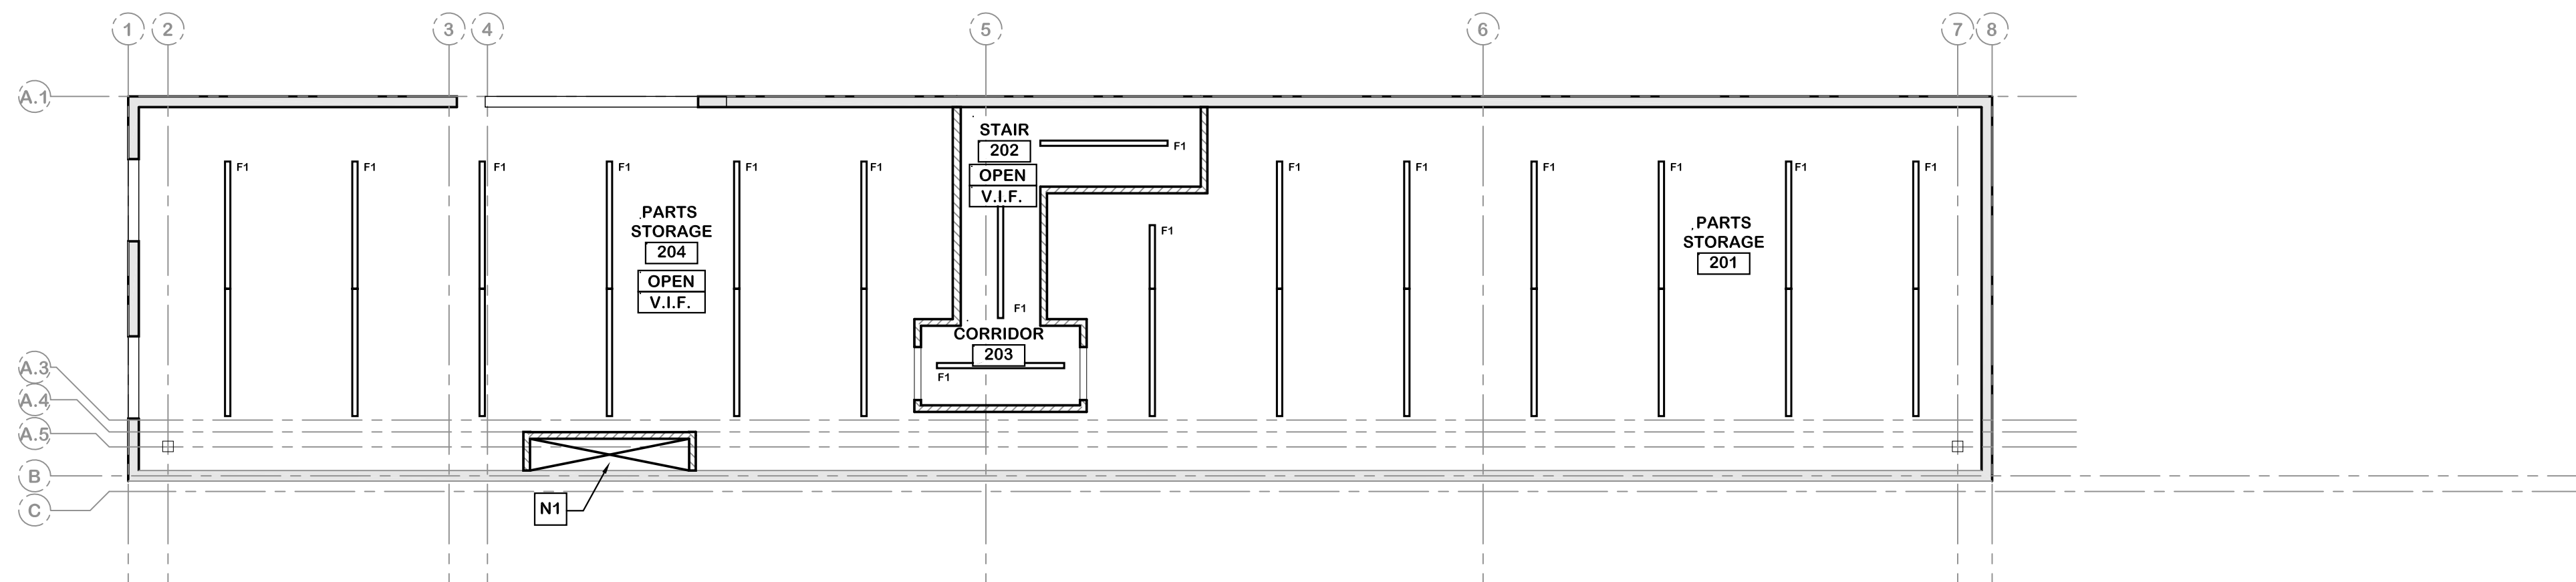 1 2 3 4 5 6 7 8
A.1
STAIR
202
F1
OPEN
V.I.F.
F1 F1 F1 F1 F1 F1 F1 F1 F1 F1 F1 F1
PARTS
STORAGE
204
OPEN
V.I.F.
PARTS
STORAGE
201
F1
F1
CORRIDOR
203
F1
A.3
A.4
A.5
B
C
N1